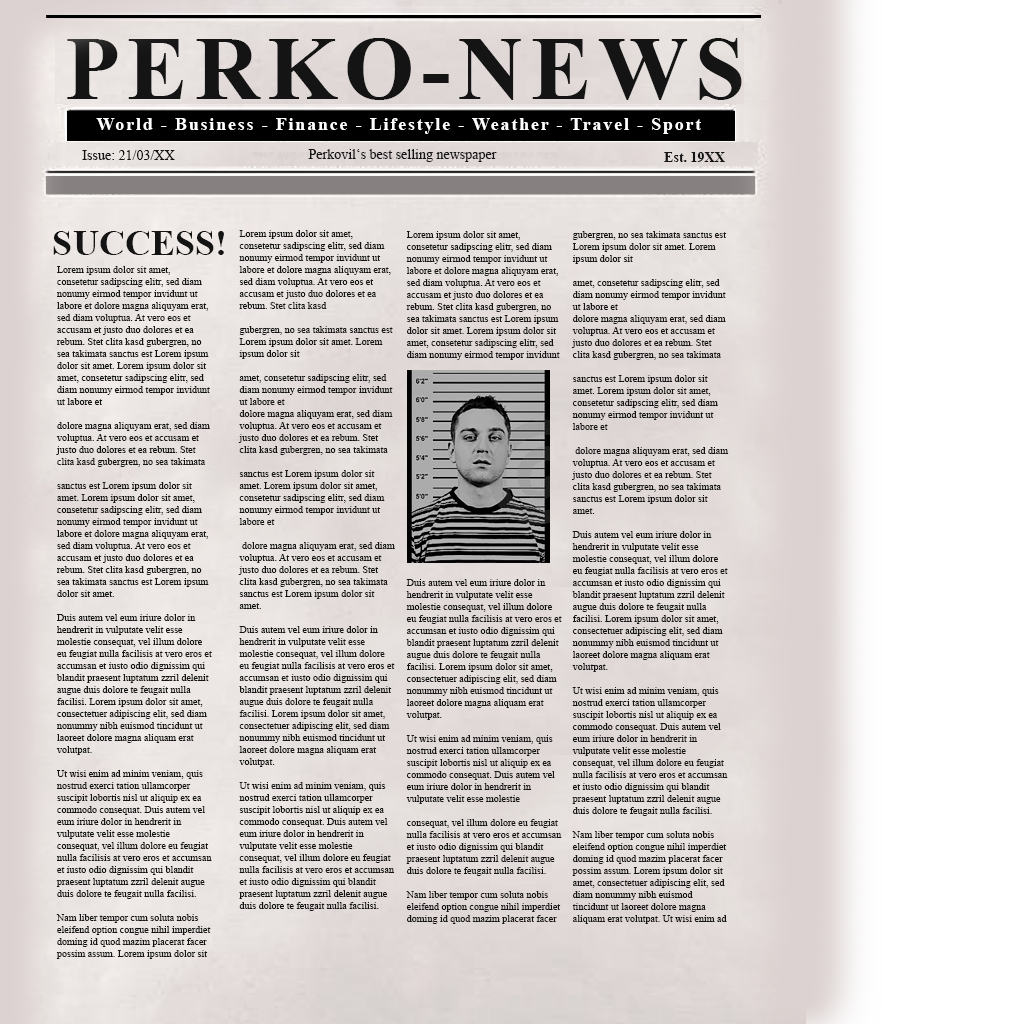 PERKO-NEWS
World - Business - Finance - Lifestyle - Weather - Travel - Sport
Issue: 21/03/XX
Perkovil's best selling newspaper
Est. 19XX
SUCCESS!
Lorem ipsum dolor sit amet,
consetetur sadipscing elitr, sed diam
nonumy eirmod tempor invidunt ut
labore et dolore magna aliquyam erat,
sed diam voluptua. At vero eos et
accusam et justo duo dolores et ea
rebum. Stet clita kasd gubergren, no
sea takimata sanctus est Lorem ipsum
dolor sit amet. Lorem ipsum dolor sit
amet, consetetur sadipscing elitr, sed
diam nonumy eirmod tempor invidunt
ut labore et
dolore magna aliquyam erat, sed diam
voluptua. At vero eos et accusam et
justo duo dolores et ea rebum. Stet
clita kasd gubergren, no sea takimata
sanctus est Lorem ipsum dolor sit
amet. Lorem ipsum dolor sit amet,
consetetur sadipscing elitr, sed diam
nonumy eirmod tempor invidunt ut
labore et dolore magna aliquyam erat,
sed diam voluptua. At vero eos et
accusam et justo duo dolores et ea
rebum. Stet clita kasd gubergren, no
sea takimata sanctus est Lorem ipsum
dolor sit amet.
Duis autem vel eum iriure dolor in
hendrerit in vulputate velit esse
molestie consequat, vel illum dolore
eu feugiat nulla facilisis at vero eros et
accumsan et iusto odio dignissim qui
blandit praesent luptatum zzril delenit
augue duis dolore te feugait nulla
facilisi. Lorem ipsum dolor sit amet,
consectetuer adipiscing elit, sed diam
nonummy nibh euismod tincidunt ut
laoreet dolore magna aliquam erat
volutpat.
Ut wisi enim ad minim veniam, quis
nostrud exerci tation ullamcorper
suscipit lobortis nisl ut aliquip ex ea
commodo consequat. Duis autem vel
eum iriure dolor in hendrerit in
vulputate velit esse molestie
consequat, vel illum dolore eu feugiat
nulla facilisis at vero eros et accumsan
et iusto odio dignissim qui blandit
praesent luptatum zzril delenit augue
duis dolore te feugait nulla facilisi.
Nam liber tempor cum soluta nobis
eleifend option congue nihil imperdiet
doming id quod mazim placerat facer
possim assum. Lorem ipsum dolor sit
Lorem ipsum dolor sit amet,
consetetur sadipscing elitr, sed diam
nonumy eirmod tempor invidunt ut
labore et dolore magna aliquyam erat,
sed diam voluptua. At vero eos et
accusam et justo duo dolores et ea
rebum. Stet clita kasd
gubergren, no sea takimata sanctus est
Lorem ipsum dolor sit amet. Lorem
ipsum dolor sit
amet, consetetur sadipscing elitr, sed
diam nonumy eirmod tempor invidunt
ut labore et
dolore magna aliquyam erat, sed diam
voluptua. At vero eos et accusam et
justo duo dolores et ea rebum. Stet
clita kasd gubergren, no sea takimata
sanctus est Lorem ipsum dolor sit
amet. Lorem ipsum dolor sit amet,
consetetur sadipscing elitr, sed diam
nonumy eirmod tempor invidunt ut
labore et
dolore magna aliquyam erat, sed diam
voluptua. At vero eos et accusam et
justo duo dolores et ea rebum. Stet
clita kasd gubergren, no sea takimata
sanctus est Lorem ipsum dolor sit
amet.
Duis autem vel eum iriure dolor in
hendrerit in vulputate velit esse
molestie consequat, vel illum dolore
eu feugiat nulla facilisis at vero eros et
accumsan et iusto odio dignissim qui
blandit praesent luptatum zzril delenit
augue duis dolore te feugait nulla
facilisi. Lorem ipsum dolor sit amet,
consectetuer adipiscing elit, sed diam
nonummy nibh euismod tincidunt ut
laoreet dolore magna aliquam erat
volutpat.
Ut wisi enim ad minim veniam, quis
nostrud exerci tation ullamcorper
suscipit lobortis nisl ut aliquip ex ea
commodo consequat. Duis autem vel
eum iriure dolor in hendrerit in
vulputate velit esse molestie
consequat, vel illum dolore eu feugiat
nulla facilisis at vero eros et accumsan
et iusto odio dignissim qui blandit
praesent luptatum zzril delenit augue
duis dolore te feugait nulla facilisi.
Lorem ipsum dolor sit amet,
consetetur sadipscing elitr, sed diam
nonumy eirmod tempor invidunt ut
labore et dolore magna aliquyam erat,
sed diam voluptua. At vero eos et
accusam et justo duo dolores et ea
rebum. Stet clita kasd gubergren, no
sea takimata sanctus est Lorem ipsum
dolor sit amet. Lorem ipsum dolor sit
amet, consetetur sadipscing elitr, sed
diam nonumy eirmod tempor invidunt
6'2"
6'0"
5'8"
5'6"
5'4"
5'2"
5'0"
Duis autem vel eum iriure dolor in
hendrerit in vulputate velit esse
molestie consequat, vel illum dolore
eu feugiat nulla facilisis at vero eros et
accumsan et iusto odio dignissim qui
blandit praesent luptatum zzril delenit
augue duis dolore te feugait nulla
facilisi. Lorem ipsum dolor sit amet,
consectetuer adipiscing elit, sed diam
nonummy nibh euismod tincidunt ut
laoreet dolore magna aliquam erat
volutpat.
Ut wisi enim ad minim veniam, quis
nostrud exerci tation ullamcorper
suscipit lobortis nisl ut aliquip ex ea
commodo consequat. Duis autem vel
eum iriure dolor in hendrerit in
vulputate velit esse molestie
consequat, vel illum dolore eu feugiat
nulla facilisis at vero eros et accumsan
et iusto odio dignissim qui blandit
praesent luptatum zzril delenit augue
duis dolore te feugait nulla facilisi.
Nam liber tempor cum soluta nobis
eleifend option congue nihil imperdiet
doming id quod mazim placerat facer
gubergren, no sea takimata sanctus est
Lorem ipsum dolor sit amet. Lorem
ipsum dolor sit
amet, consetetur sadipscing elitr, sed
diam nonumy eirmod tempor invidunt
ut labore et
dolore magna aliquyam erat, sed diam
voluptua. At vero eos et accusam et
justo duo dolores et ea rebum. Stet
clita kasd gubergren, no sea takimata
sanctus est Lorem ipsum dolor sit
amet. Lorem ipsum dolor sit amet,
consetetur sadipscing elitr, sed diam
nonumy eirmod tempor invidunt ut
labore et
dolore magna aliquyam erat, sed diam
voluptua. At vero eos et accusam et
justo duo dolores et ea rebum. Stet
clita kasd gubergren, no sea takimata
sanctus est Lorem ipsum dolor sit
amet.
Duis autem vel eum iriure dolor in
hendrerit in vulputate velit esse
molestie consequat, vel illum dolore
eu feugiat nulla facilisis at vero eros et
accumsan et iusto odio dignissim qui
blandit praesent luptatum zzril delenit
augue duis dolore te feugait nulla
facilisi. Lorem ipsum dolor sit amet,
consectetuer adipiscing elit, sed diam
nonummy nibh euismod tincidunt ut
laoreet dolore magna aliquam erat
volutpat.
Ut wisi enim ad minim veniam, quis
nostrud exerci tation ullamcorper
suscipit lobortis nisl ut aliquip ex ea
commodo consequat. Duis autem vel
eum iriure dolor in hendrerit in
vulputate velit esse molestie
consequat, vel illum dolore eu feugiat
nulla facilisis at vero eros et accumsan
et iusto odio dignissim qui blandit
praesent luptatum zzril delenit augue
duis dolore te feugait nulla facilisi.
Nam liber tempor cum soluta nobis
eleifend option congue nihil imperdiet
doming id quod mazim placerat facer
possim assum. Lorem ipsum dolor sit
amet, consectetuer adipiscing elit, sed
diam nonummy nibh euismod
tincidunt ut laoreet dolore magna
aliquam erat volutpat. Ut wisi enim ad